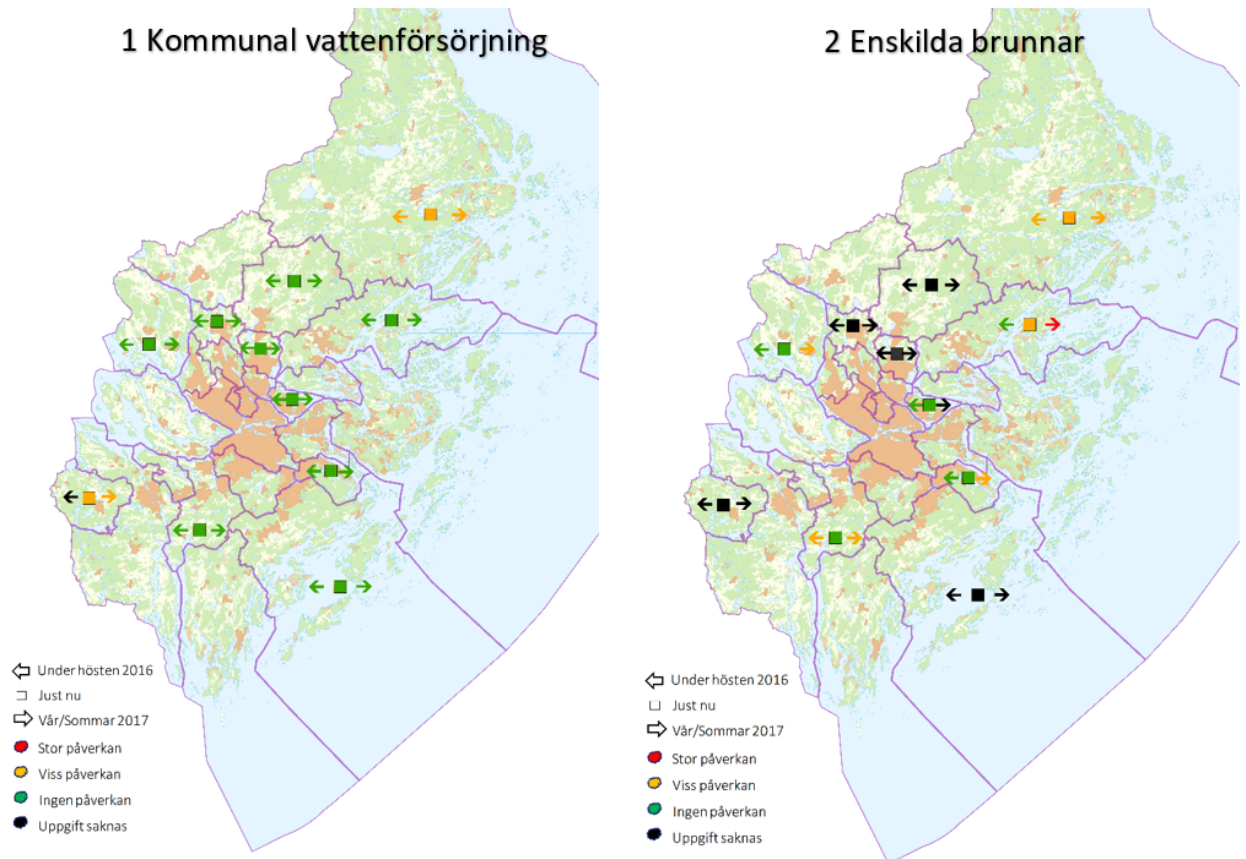 1 Kommunal vattenförsörjning
Under hösten 2016
Just nu
Vår/Sommar 2017
Stor påverkan
Viss påverkan
Ingen påverkan
Uppgift saknas
2 Enskilda brunnar
Under hösten 2016
Just nu
Vår/Sommar 2017
Stor påverkan
Viss påverkan
Ingen påverkan
Uppgift saknas